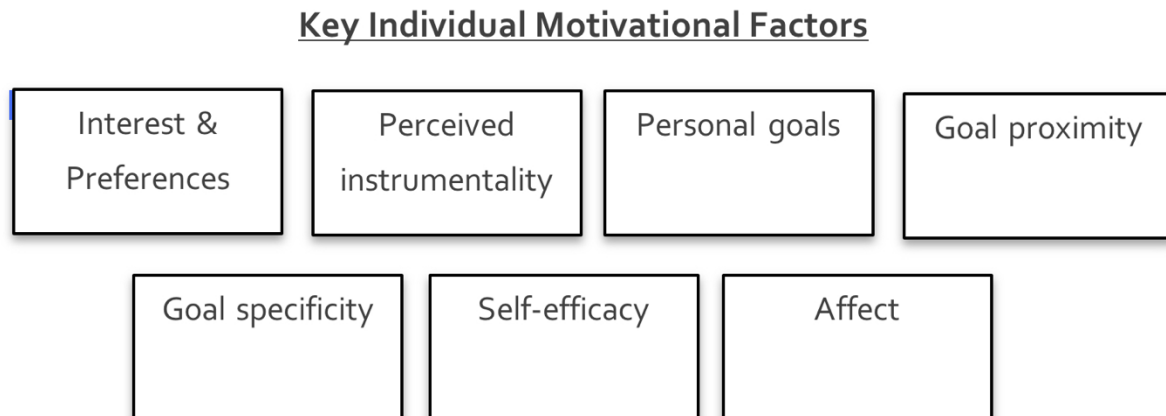 Key Individual Motivational Factors
Interest &
Preferences
Perceived
instrumentality
Personal goals
Goal proximity
Goal specificity
Self-efficacy
Affect